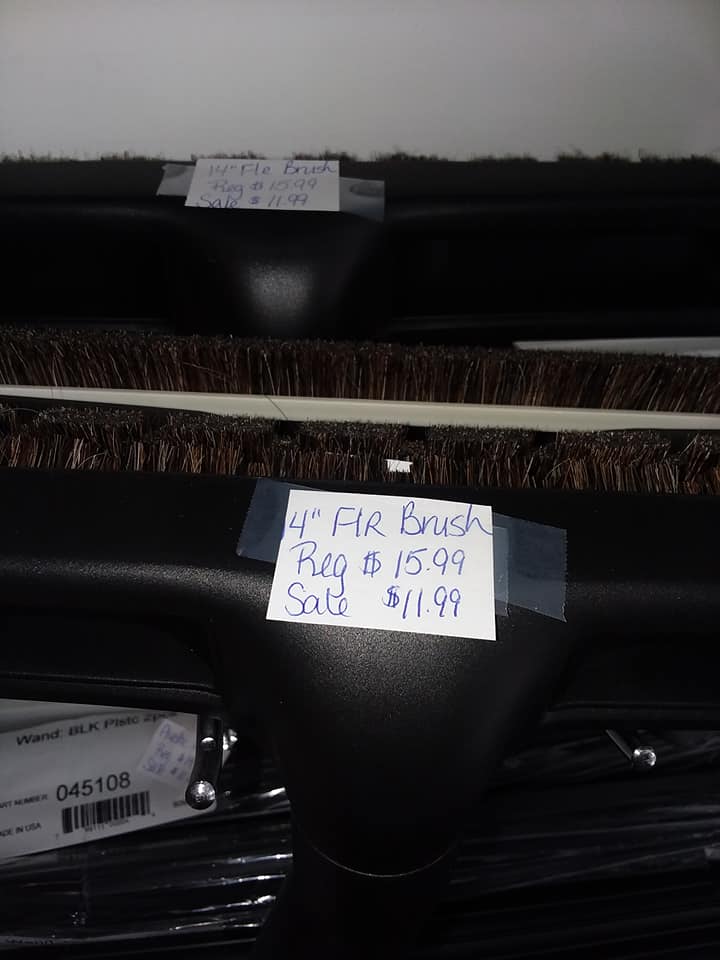 14" Flr Brush
Reg $ 15.99
Sale $ 11.99
14" FlR Brush
Reg $ 15.99
Sale $11.99
Wand: BLK Plstc
045108